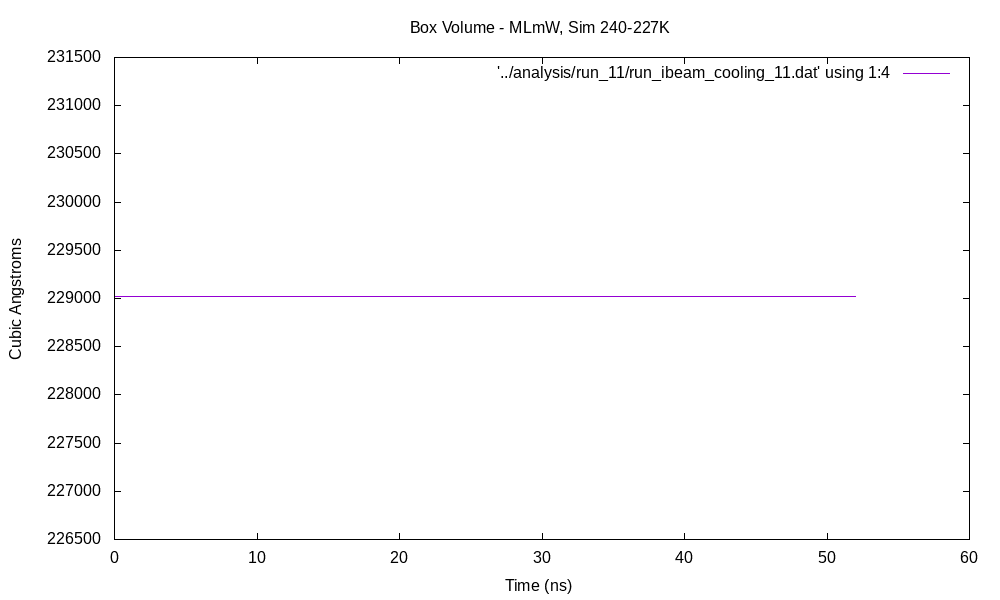 Box Volume - MLmW, Sim 240-227K
'../analysis/run_11/run_ibeam_cooling_11.dat' using 1:4
231500
231000
230500
230000
229500
229000
228500
228000
227500
227000
226500
Cubic Angstroms
0 10 20 30 40 50 60
Time (ns)